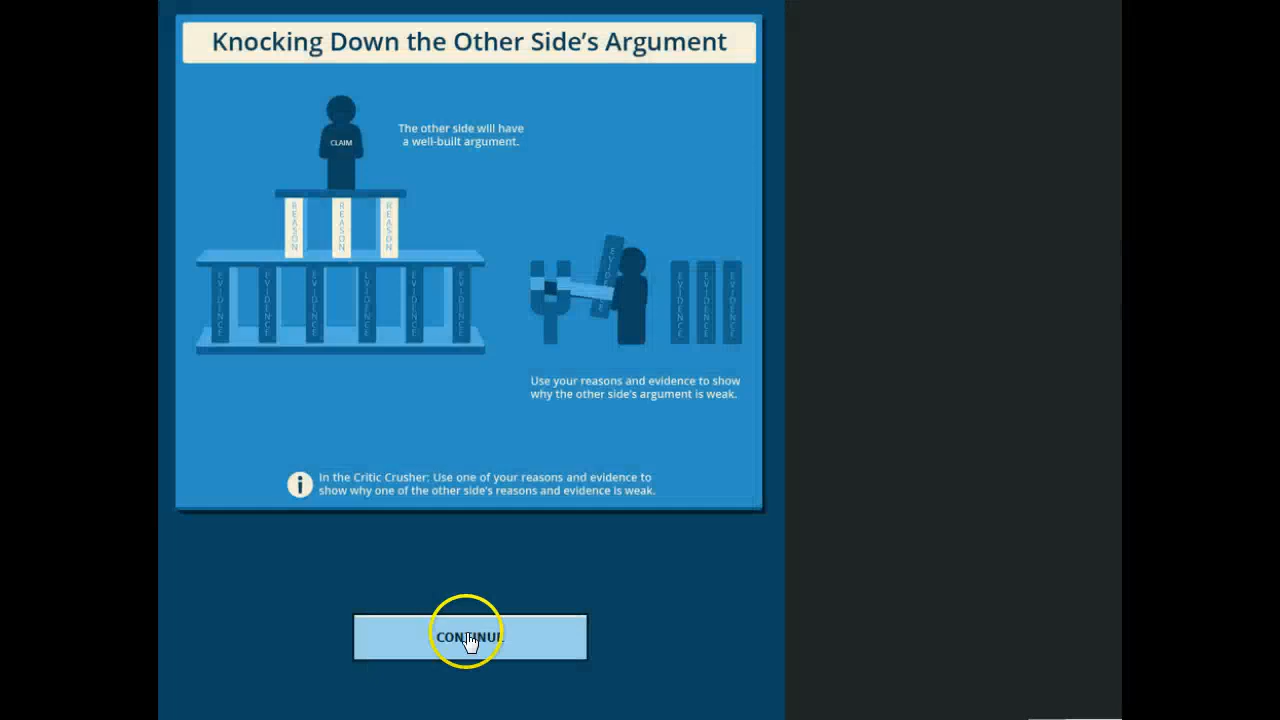 Knocking Down the Other Side's Argument
The other side will have
a well-built argument.
CLAIM
REASON
REASON
REASON
EVIDENCE
EVIDENCE
EVIDENCE
EVIDENCE
EVIDENCE
EVIDENCE
EVIDENCE
EVIDENCE
EVIDENCE
EVIDENCE
Use your reasons and evidence to show
why the other side's argument is weak.
i
In the Critic Crusher: Use one of your reasons and evidence to
show why one of the other side's reasons and evidence is weak.
CONTINUE